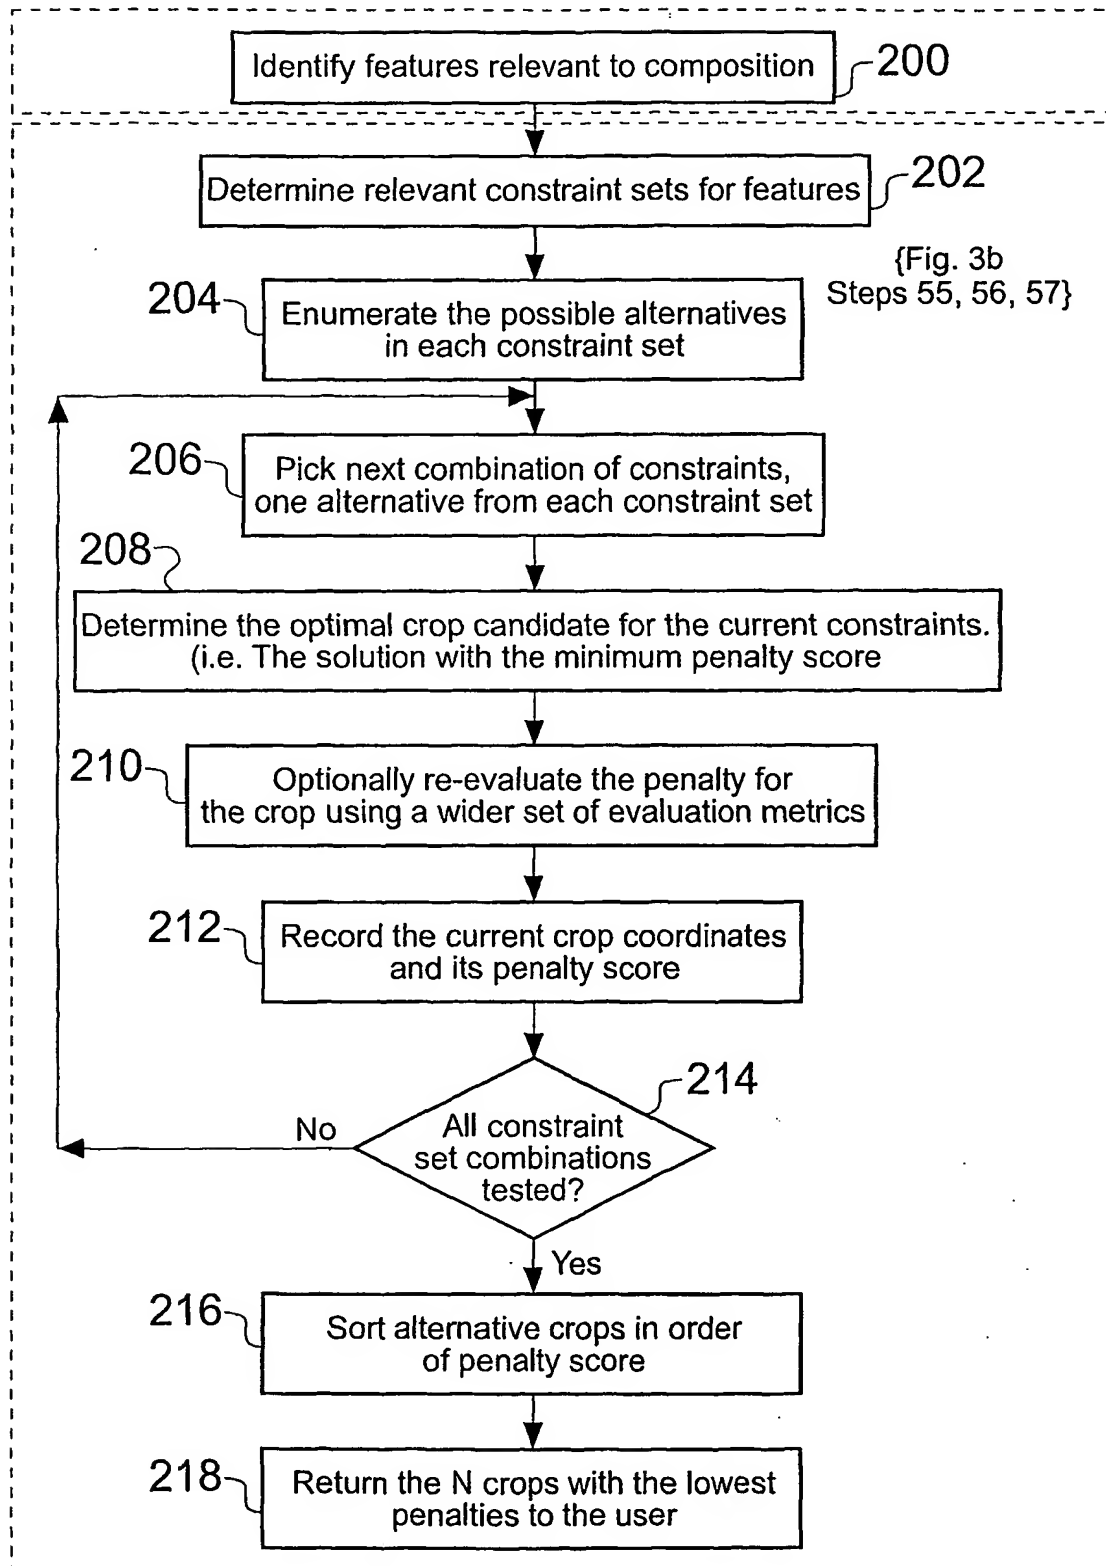 Identify features relevant to composition
200
Determine relevant constraint sets for features
202
{Fig. 3b
Steps 55, 56, 57}
204
Enumerate the possible alternatives
in each constraint set
206
Pick next combination of constraints,
one alternative from each constraint set
208
Determine the optimal crop candidate for the current constraints.
(i.e. The solution with the minimum penalty score
210
Optionally re-evaluate the penalty for
the crop using a wider set of evaluation metrics
212
Record the current crop coordinates
and its penalty score
214
No
All constraint
set combinations
tested?
Yes
216
Sort alternative crops in order
of penalty score
218
Return the N crops with the lowest
penalties to the user